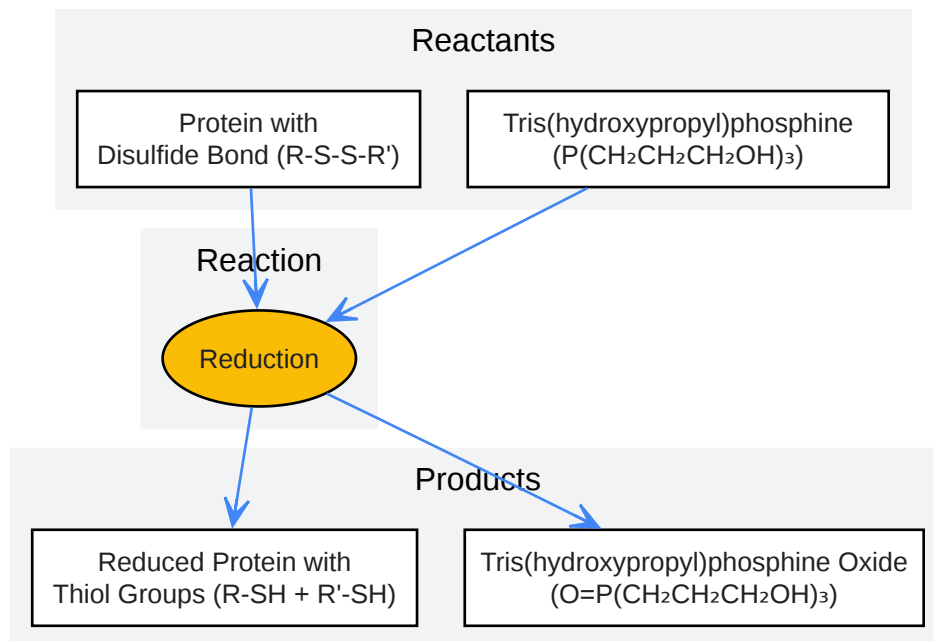 Reactants
Protein with
Disulfide Bond (R-S-S-R')
Tris(hydroxypropyl)phosphine
(P(CH₂CH₂CH₂OH)₃)
Reaction
Reduction
Products
Reduced Protein with
Thiol Groups (R-SH + R'-SH)
Tris(hydroxypropyl)phosphine Oxide
(O=P(CH₂CH₂CH₂OH)₃)